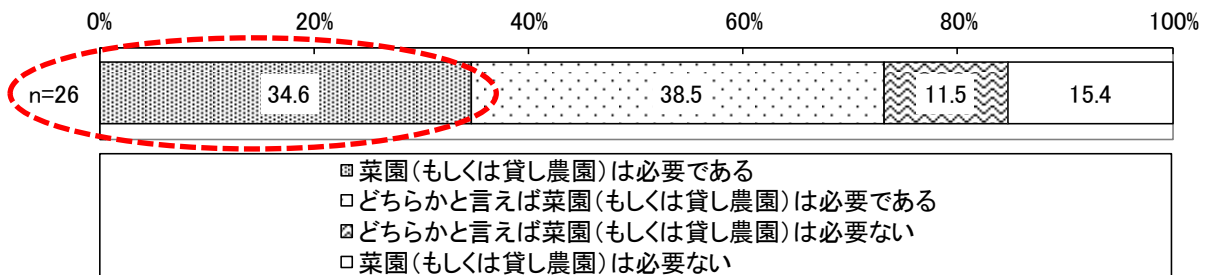 0% 20% 40% 60% 80% 100%
n=26 34.6 38.5 11.5 15.4
菜園(もしくは貸し農園)は必要である
どちらかと言えば菜園(もしくは貸し農園)は必要である
どちらかと言えば菜園(もしくは貸し農園)は必要ない
菜園(もしくは貸し農園)は必要ない